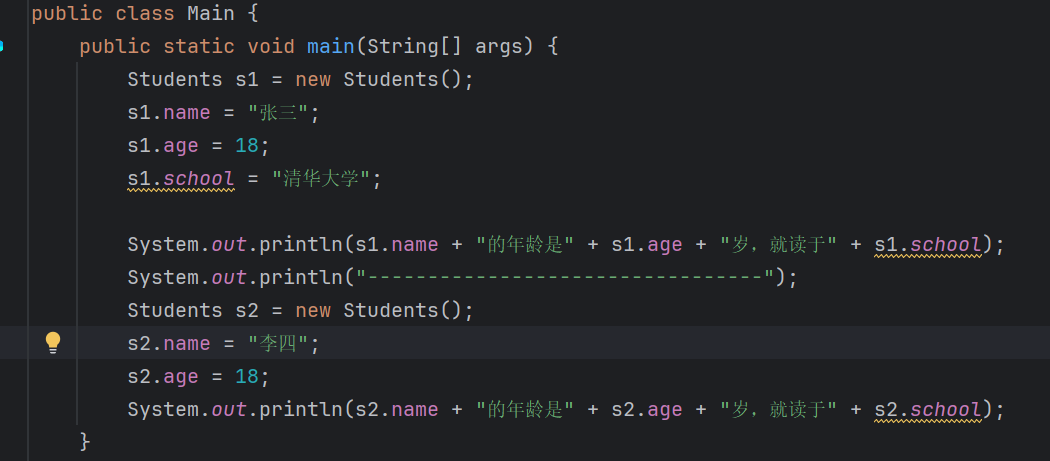 public class Main {
public static void main(String[] args) {
Students s1 = new Students();
s1.name = "张三";
s1.age = 18;
s1.school = "清华大学";
System.out.println(s1.name + "的年龄是" + s1.age + "岁，就读于" + s1.school);
System.out.println("---------------------------------");
Students s2 = new Students();
s2.name = "李四";
s2.age = 18;
System.out.println(s2.name + "的年龄是" + s2.age + "岁，就读于" + s2.school);
}